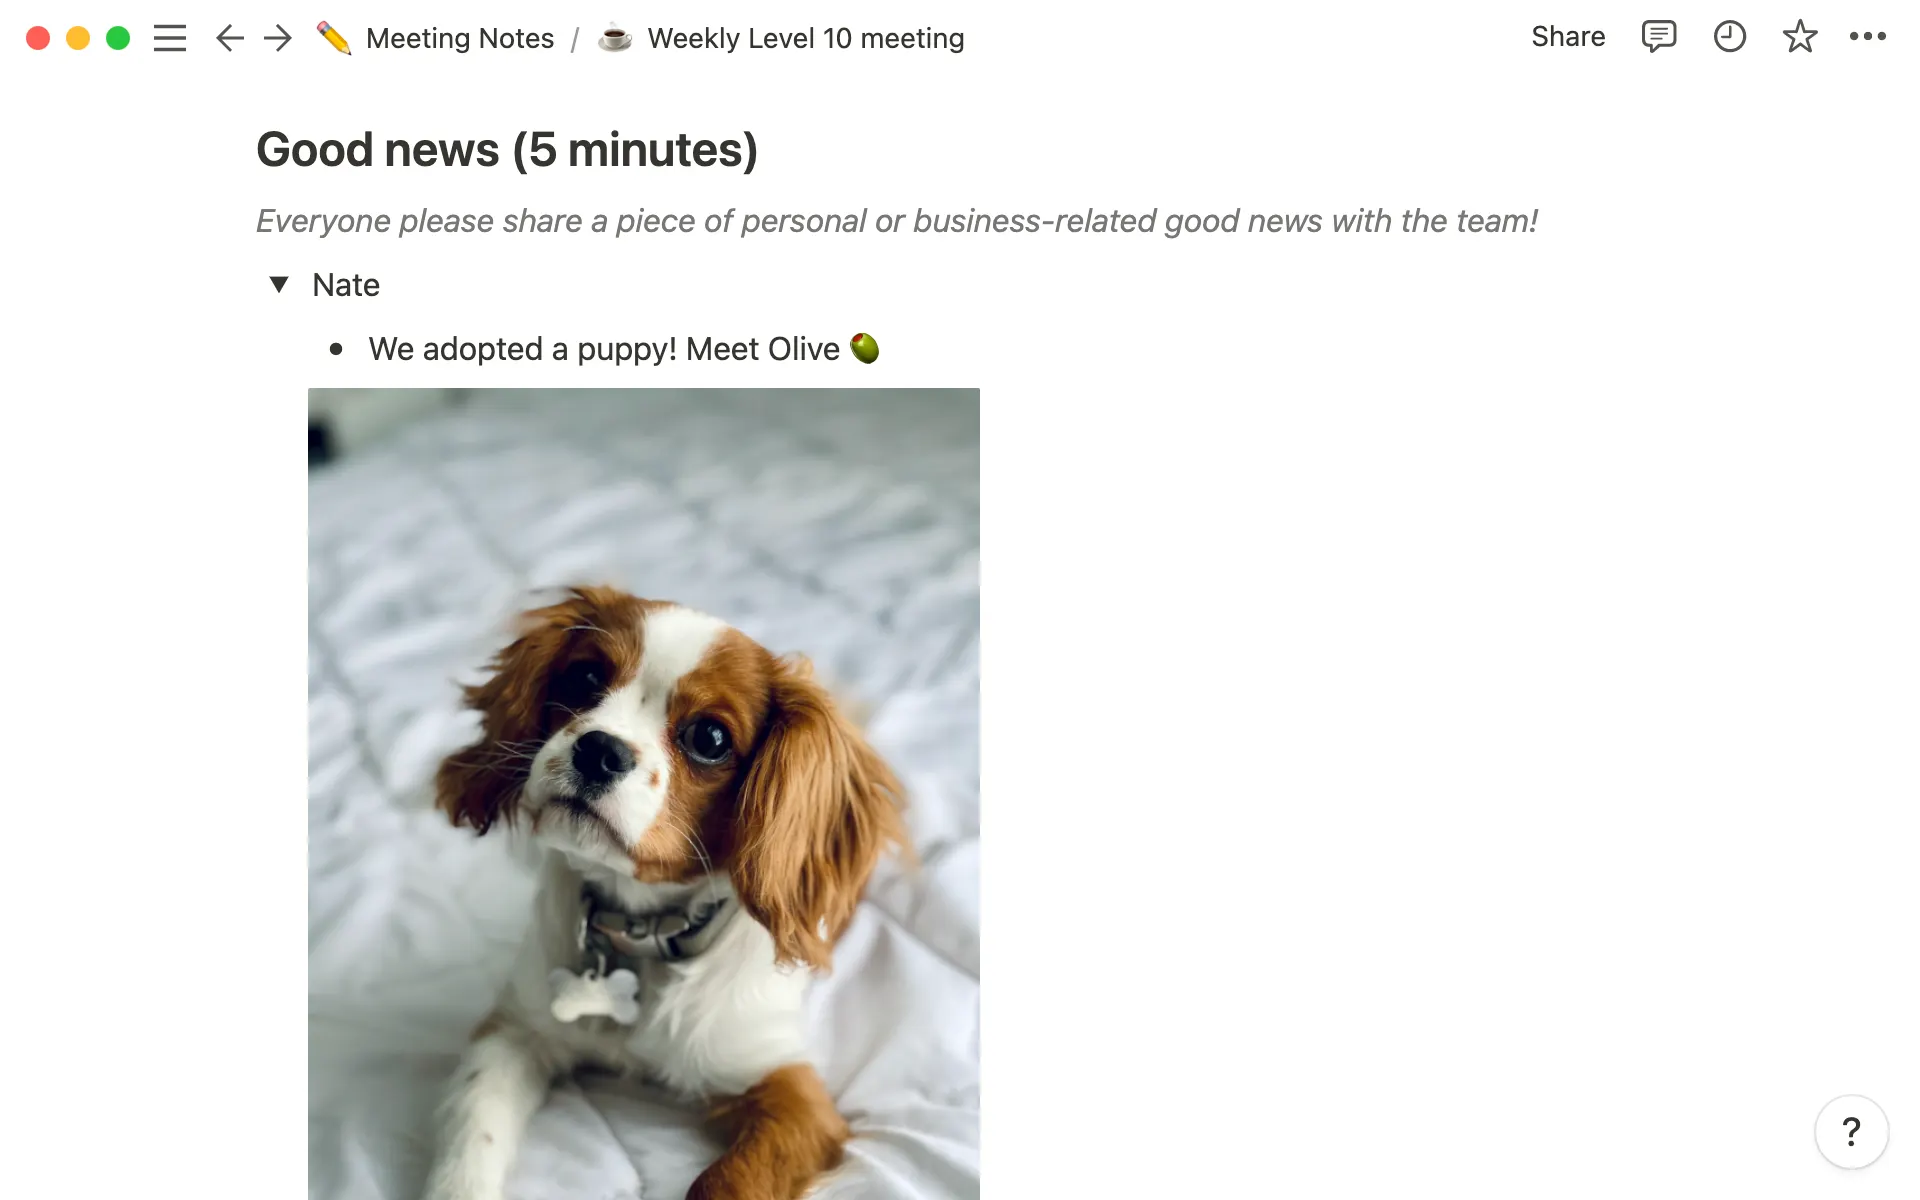 Meeting Notes / Weekly Level 10 meeting
Share
Good news (5 minutes)
Everyone please share a piece of personal or business-related good news with the team!
Nate
We adopted a puppy! Meet Olive 🫒
?